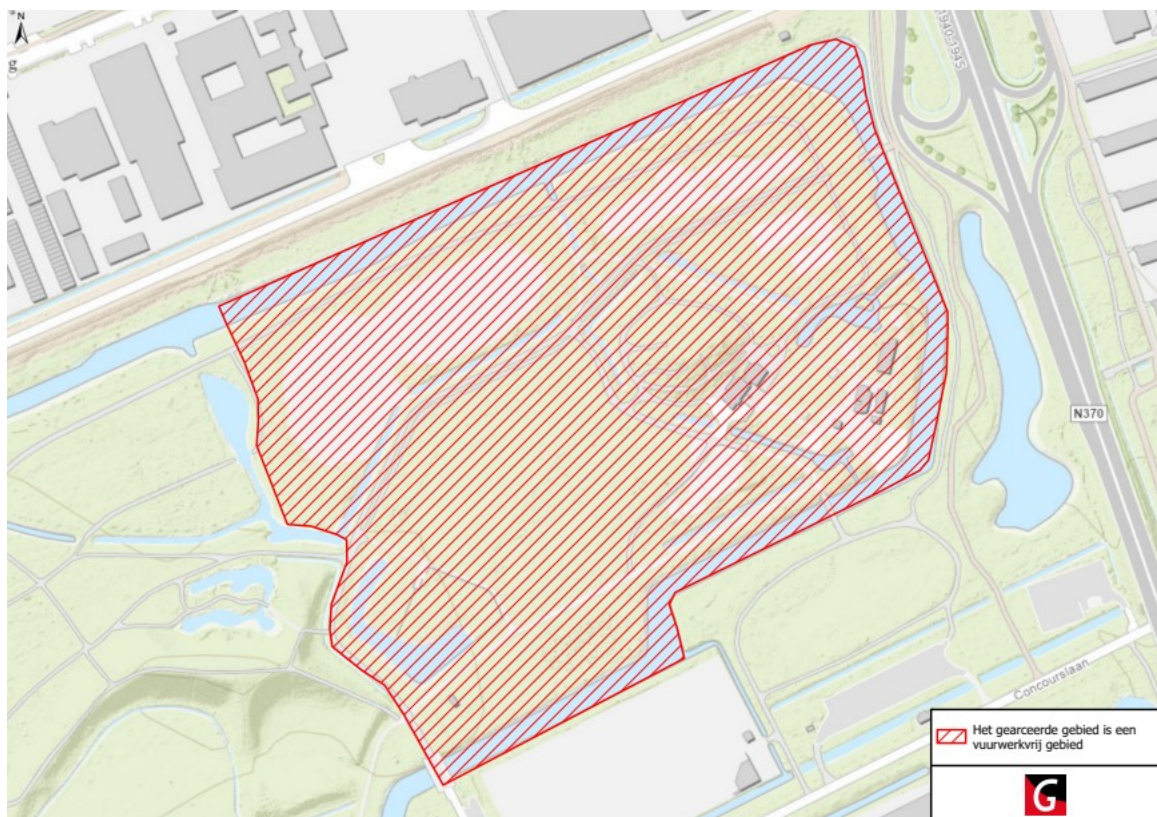 N
g
1940-1945
N370
Concourslaan
Het gearceerde gebied is een
vuurwerkvrij gebied
G